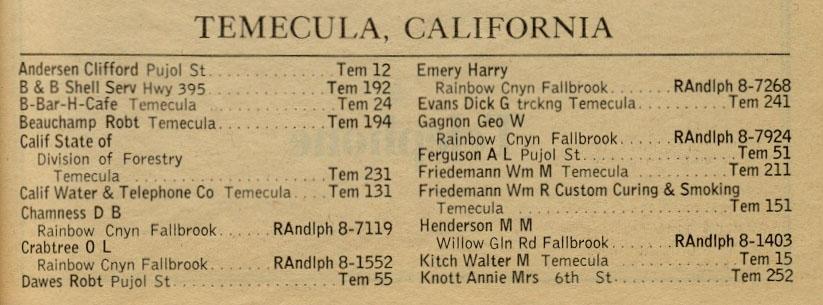 TEMECULA, CALIFORNIA
Andersen Clifford Pujol St. . . . . . . . . . . . . Tem 12
B & B Shell Serv Hwy 395. . . . . . . . . . . . . Tem 192
B-Bar-H-Cafe Temecula . . . . . . . . . . . . . Tem 24
Beauchamp Robt Temecula. . . . . . . . . . . . Tem 194
Calif State of
Division of Forestry
Temecula . . . . . . . . . . . . . . . . . . Tem 231
Calif Water & Telephone Co Temecula. . . . Tem 131
Chamness D B
Rainbow Cnyn Fallbrook. . . . . . RAndlph 8-7119
Crabtree O L
Rainbow Cnyn Fallbrook. . . . . . RAndlph 8-1552
Dawes Robt Pujol St. . . . . . . . . . . . . . . . Tem 55
Emery Harry
Rainbow Cnyn Fallbrook. . . . . . . RAndlph 8-7268
Evans Dick G trckng Temecula. . . . . . . . . Tem 241
Gagnon Geo W
Rainbow Cnyn Fallbrook. . . . . . RAndlph 8-7924
Ferguson A L Pujol St. . . . . . . . . . . . . . . Tem 51
Friedemann Wm M Temecula . . . . . . . . . . Tem 211
Friedemann Wm R Custom Curing & Smoking
Temecula . . . . . . . . . . . . . . . . . . . . Tem 151
Henderson M M
Willow Gln Rd Fallbrook. . . . . . RAndlph 8-1403
Kitch Walter M Temecula . . . . . . . . . . . . Tem 15
Knott Annie Mrs 6th St. . . . . . . . . . . . Tem 252